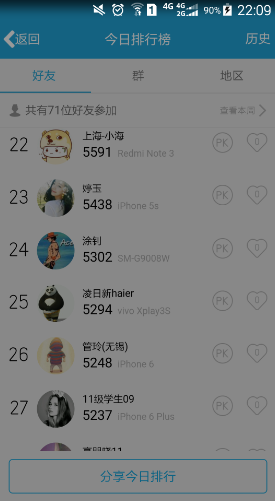 4G 4G 2G 90% 22:09
返回 今日排行榜 历史
好友 群 地区
共有71位好友参加 查看本周
22 上海-小海 PK 0
5591 Redmi Note 3
23 婷玉 PK 0
5438 iPhone 5s
24 涂钊 PK 0
5302 SM-G9008W
25 凌日新haier PK 0
5294 vivo Xplay3S
26 管玲(无锡) PK 0
5248 iPhone 6
27 11级学生09 PK 0
5237 iPhone 6 Plus
分享今日排行